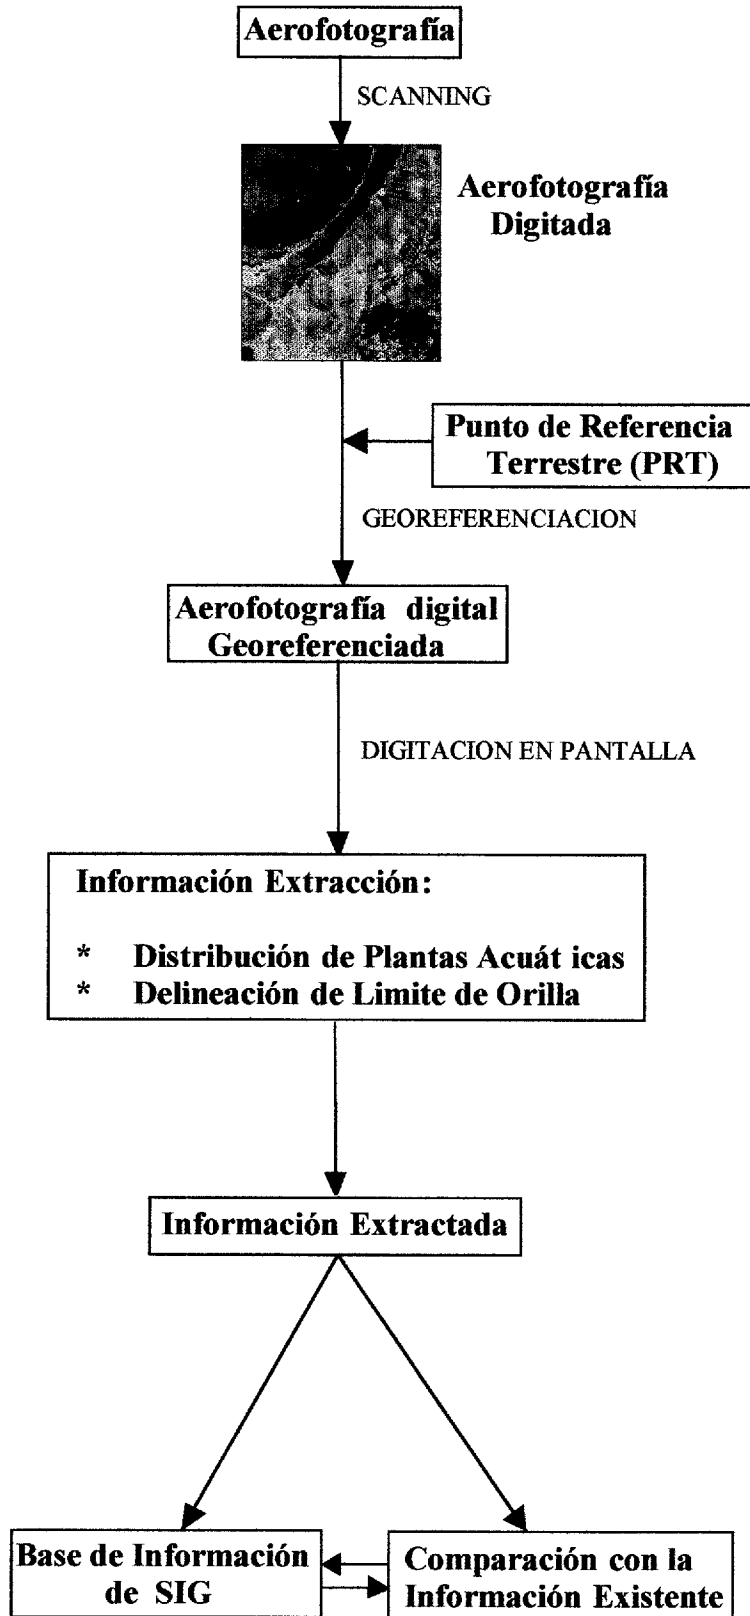 Aerofotografía
SCANNING
Aerofotografía
Digitada
Punto de Referencia
Terrestre (PRT)
GEOREFERENCIACION
Aerofotografía digital
Georeferenciada
DIGITACION EN PANTALLA
Información Extracción:
* Distribución de Plantas Acuát icas
* Delineación de Limite de Orilla
Información Extractada
Base de Información
de SIG
Comparación con la
Información Existente